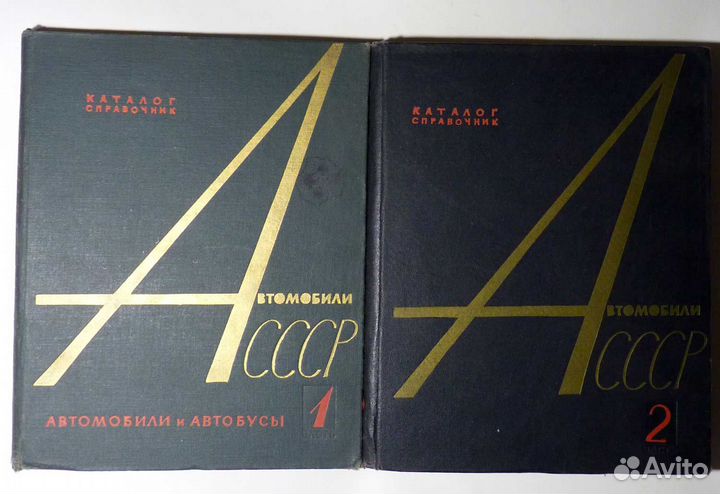 КАТАЛОГ
СПРАВОЧНИК
АВТОМОБИЛИ
СССР
АВТОМОБИЛИ и АВТОБУСЫ
1
КАТАЛОГ
СПРАВОЧНИК
АВТОМОБИЛИ
СССР
2
Avito